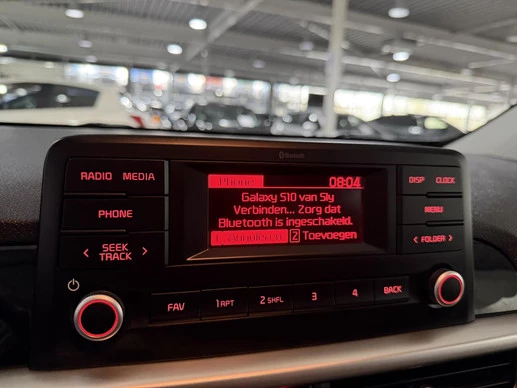 Bluetooth
RADIO MEDIA
Phone 08:04
DISP CLOCK
Galaxy S10 van Sly
Verbinden... Zorg dat
Bluetooth is ingeschakeld.
PHONE
MENU
2 Toevoegen
< SEEK TRACK >
< FOLDER >
FAV
1 RPT
2 SHFL
3
4
BACK